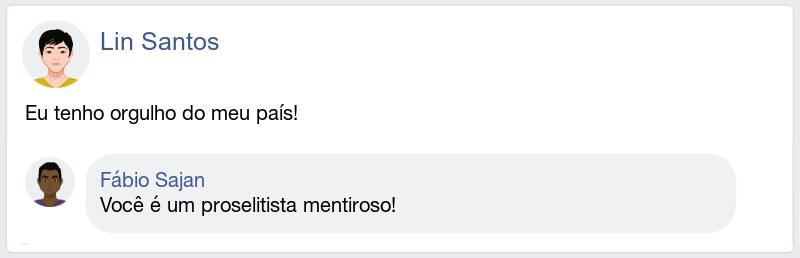 Lin Santos
Eu tenho orgulho do meu país!
Fábio Sajan
Você é um proselitista mentiroso!